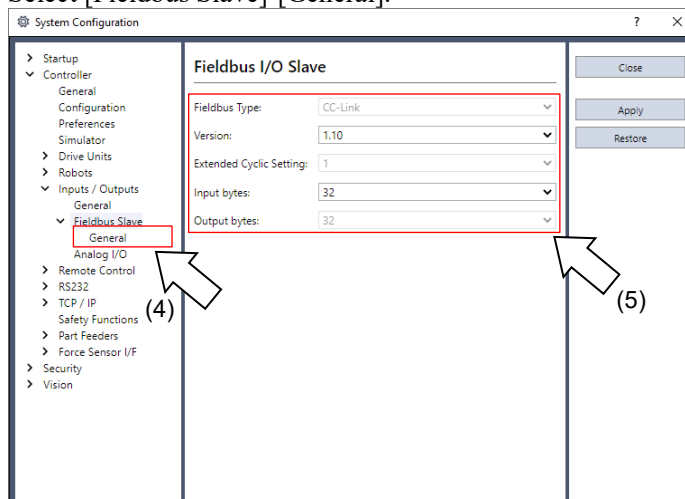 Select [Fieldbus Slave]-[General].
System Configuration
Startup
Controller
General
Configuration
Preferences
Simulator
Drive Units
Robots
Inputs / Outputs
General
Fieldbus Slave
General
Analog I/O
Remote Control
RS232
TCP / IP
Safety Functions
Part Feeders
Force Sensor I/F
Security
Vision
(4)
Fieldbus I/O Slave
Fieldbus Type: CC-Link
Version: 1.10
Extended Cyclic Setting: 1
Input bytes: 32
Output bytes: 32
(5)
Close
Apply
Restore